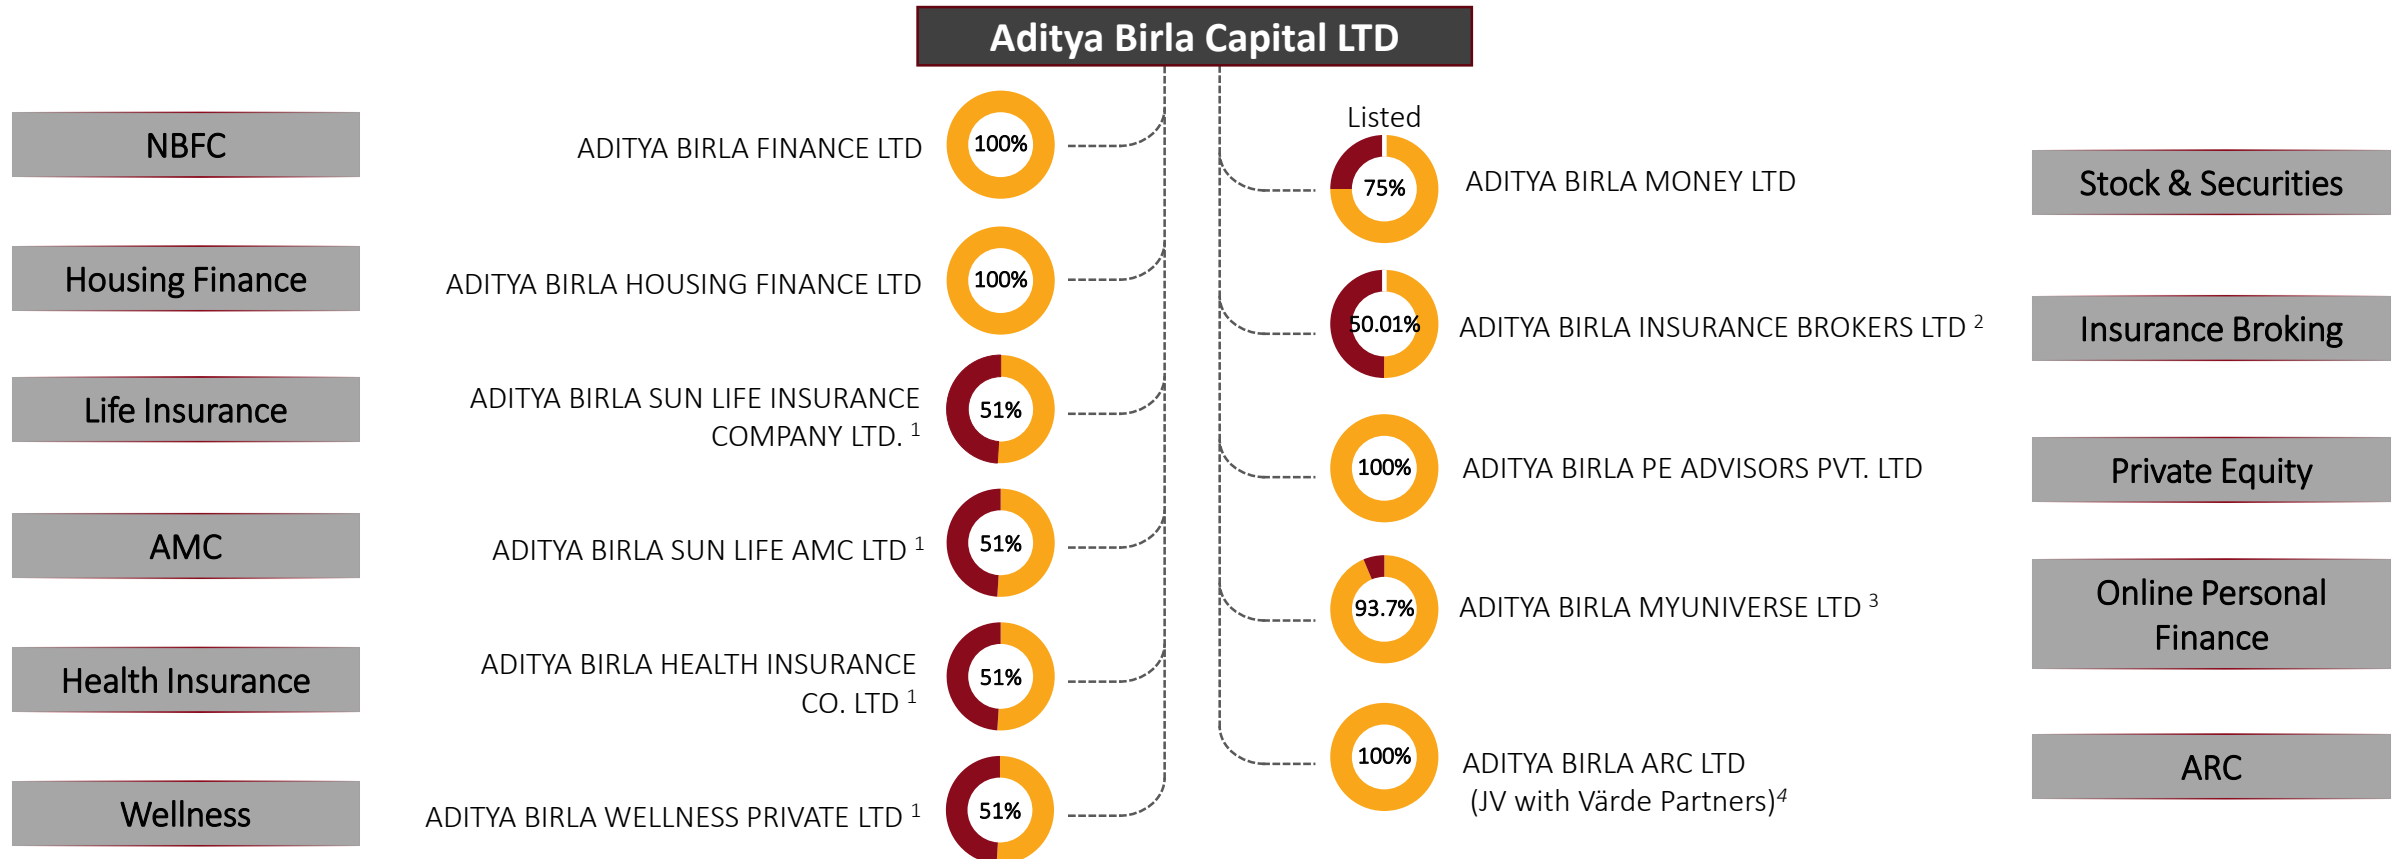 Aditya Birla Capital LTD
NBFC
ADITYA BIRLA FINANCE LTD
100%
Housing Finance
ADITYA BIRLA HOUSING FINANCE LTD
100%
Life Insurance
ADITYA BIRLA SUN LIFE INSURANCE
COMPANY LTD. 1
51%
AMC
ADITYA BIRLA SUN LIFE AMC LTD 1
51%
Health Insurance
ADITYA BIRLA HEALTH INSURANCE
CO. LTD 1
51%
Wellness
ADITYA BIRLA WELLNESS PRIVATE LTD 1
51%
Listed
75%
ADITYA BIRLA MONEY LTD
Stock & Securities
50.01%
ADITYA BIRLA INSURANCE BROKERS LTD 2
Insurance Broking
100%
ADITYA BIRLA PE ADVISORS PVT. LTD
Private Equity
93.7%
ADITYA BIRLA MYUNIVERSE LTD 3
Online Personal
Finance
100%
ADITYA BIRLA ARC LTD
(JV with Värde Partners)4
ARC